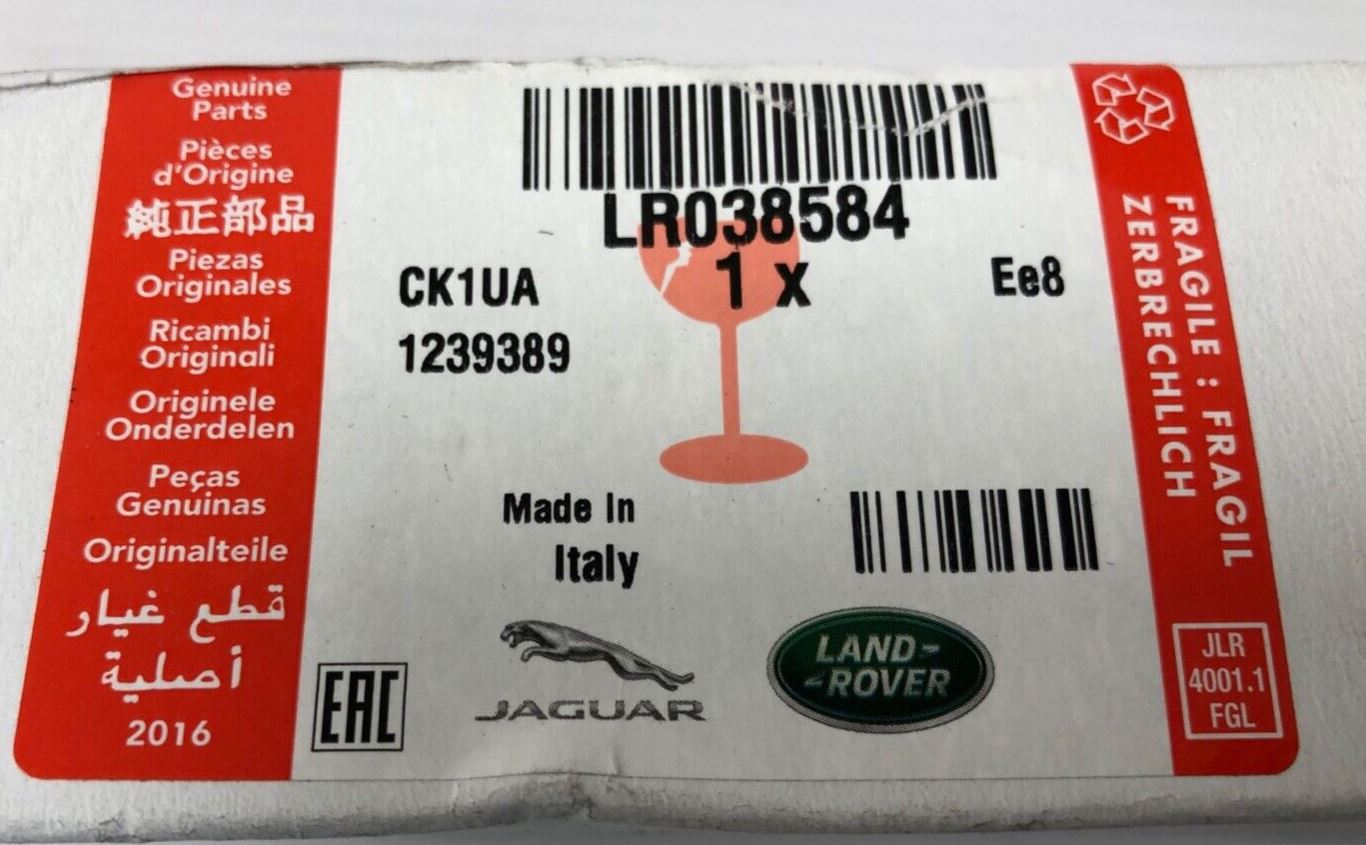 Genuine
Parts
Pièces
d'Origine
純正部品
Piezas
Originales
Ricambi
Originali
Originele
Onderdelen
Peças
Genuinas
Originalteile
قطع غيار
أصلية
2016
LR038584
1 x
CK1UA
Ee8
1239389
Made In
Italy
EAC
JAGUAR
LAND-
-ROVER
FRAGILE : FRAGIL
ZERBRECHLICH
JLR
4001.1
FGL